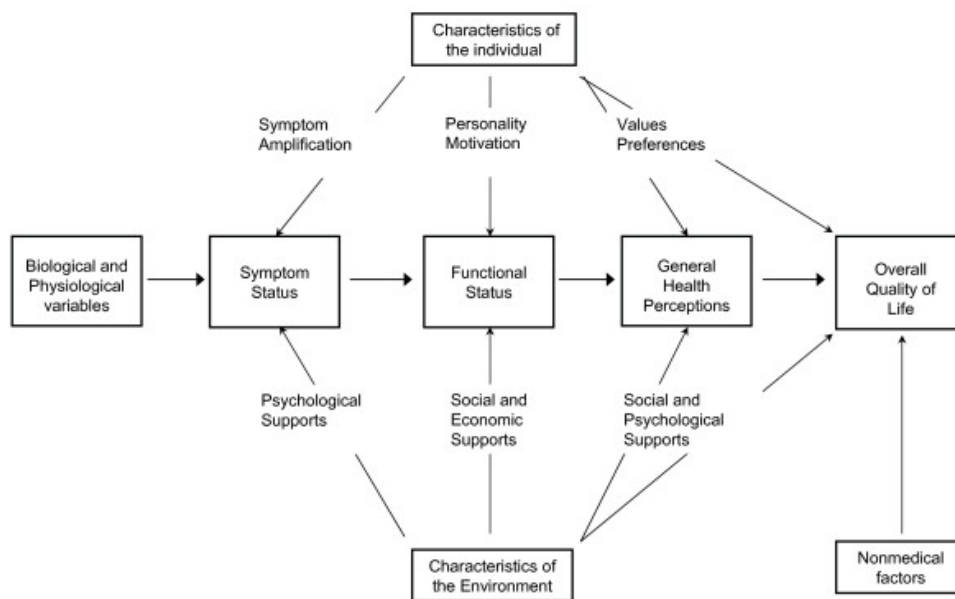 Characteristics of
the individual
Symptom
Amplification
Personality
Motivation
Values
Preferences
Biological and
Physiological
variables
Symptom
Status
Functional
Status
General
Health
Perceptions
Overall
Quality of
Life
Psychological
Supports
Social and
Economic
Supports
Social and
Psychological
Supports
Characteristics of
the Environment
Nonmedical
factors